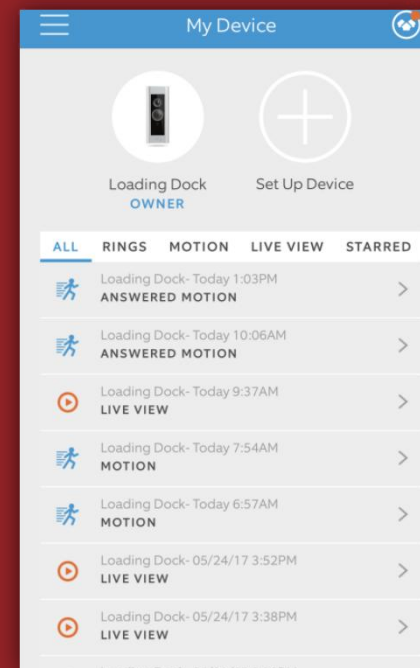 My Device
Loading Dock
OWNER
Set Up Device
ALL RINGS MOTION LIVE VIEW STARRED
Loading Dock- Today 1:03PM
ANSWERED MOTION
Loading Dock- Today 10:06AM
ANSWERED MOTION
Loading Dock- Today 9:37AM
LIVE VIEW
Loading Dock- Today 7:54AM
MOTION
Loading Dock- Today 6:57AM
MOTION
Loading Dock- 05/24/17 3:52PM
LIVE VIEW
Loading Dock- 05/24/17 3:38PM
LIVE VIEW